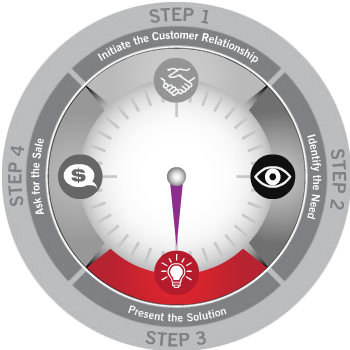 STEP 1
Initiate the Customer Relationship
STEP 2
Identify the Need
STEP 3
Present the Solution
STEP 4
Ask for the Sale
$